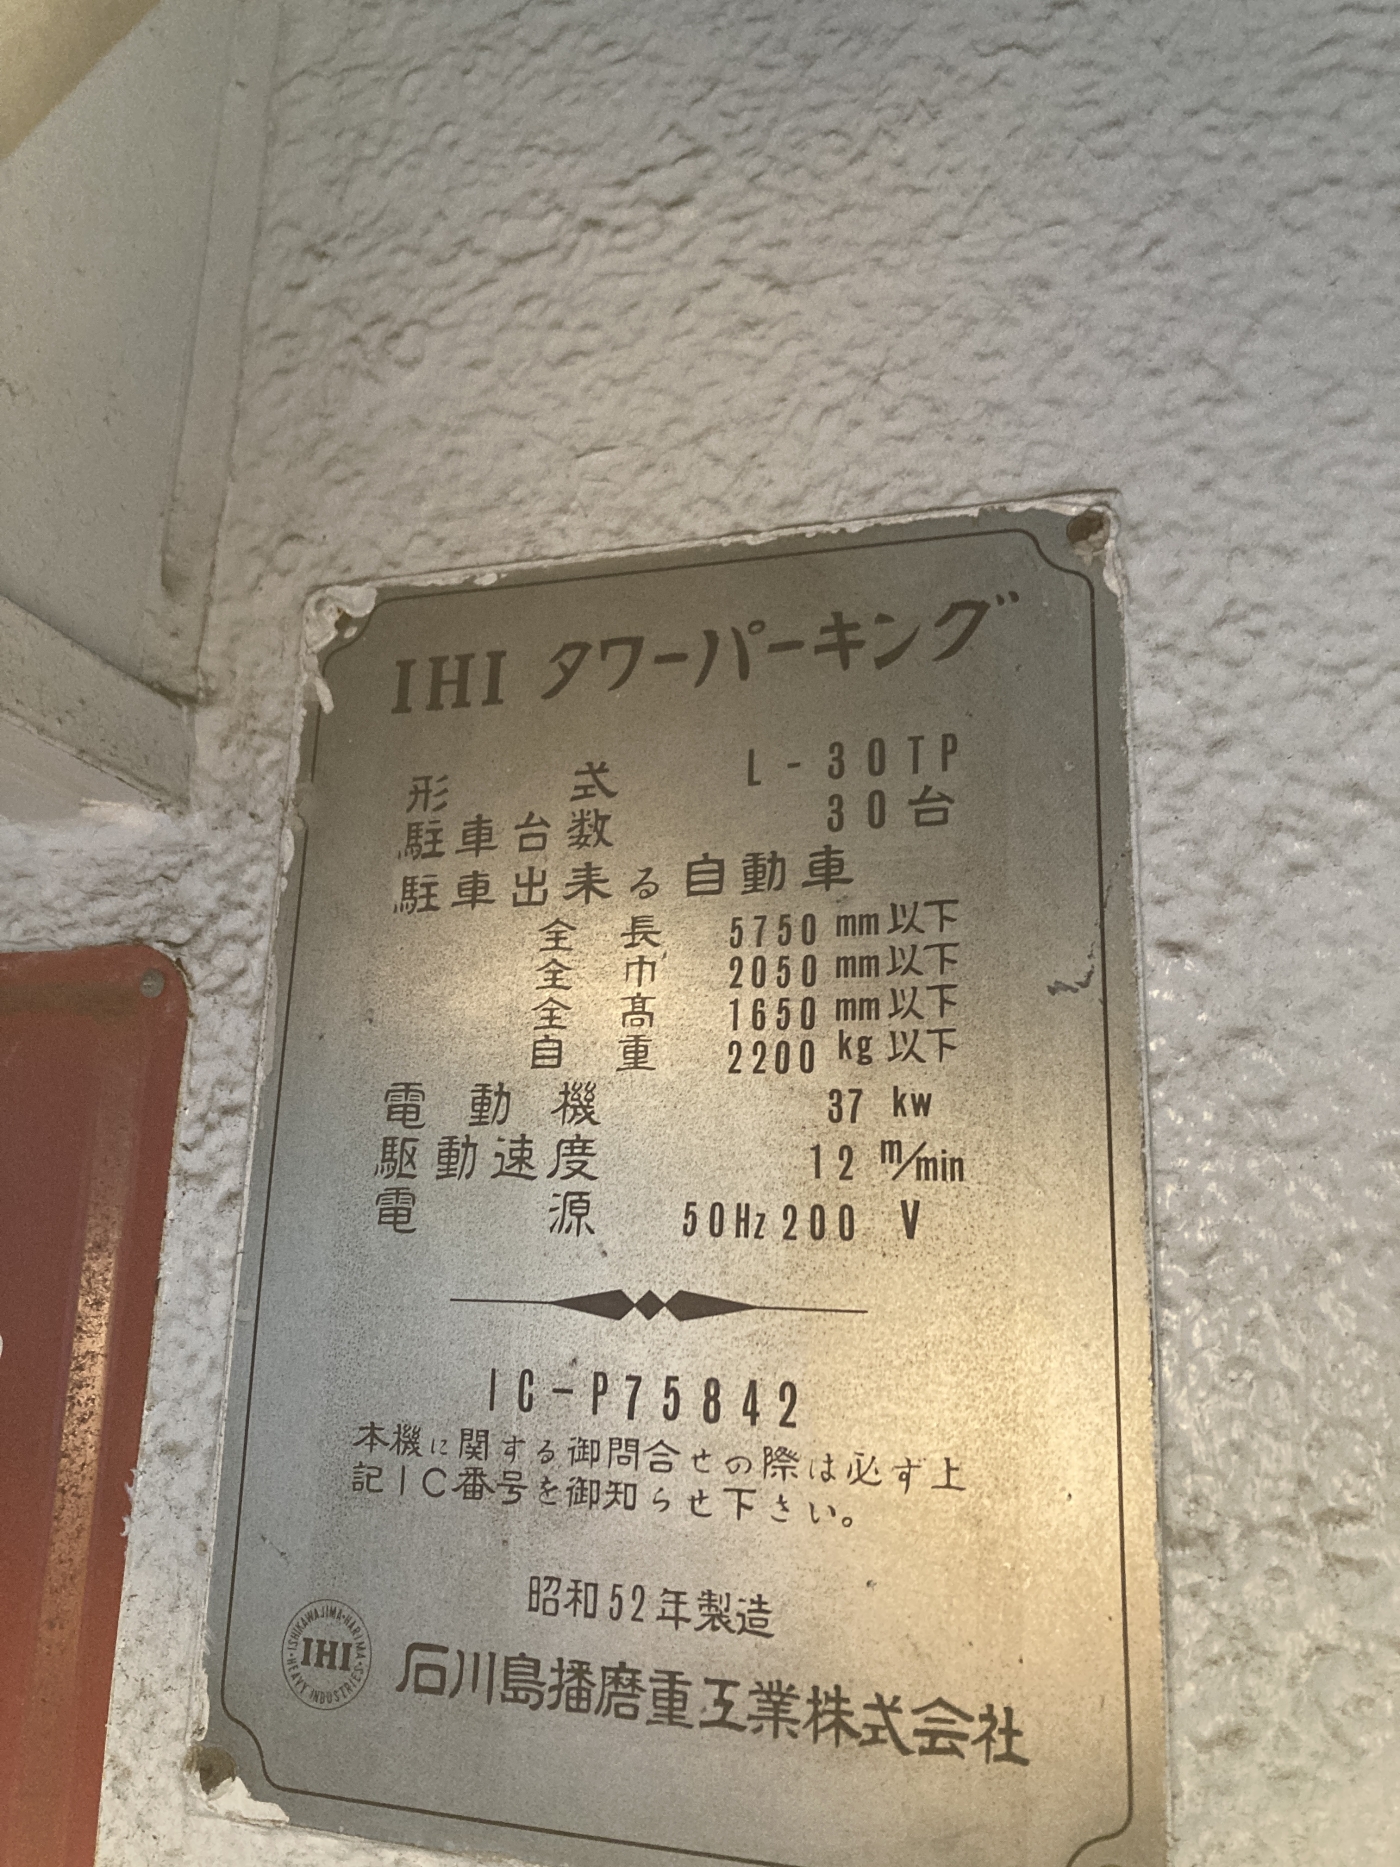 IHI タワーパーキング
形式 L-30TP
駐車台数 30台
駐車出来る自動車
全長 5750 mm以下
全巾 2050 mm以下
全髙 1650 mm以下
自重 2200 kg以下
電動機 37 kw
駆動速度 12 m/min
電源 50Hz 200 V
IC-P75842
本機に関する御問合せの際は必ず上
記IC番号を御知らせ下さい。
昭和52年製造
ISHIKAWAJIMA-HARIMA HEAVY INDUSTRIES
IHI
石川島播磨重工業株式会社